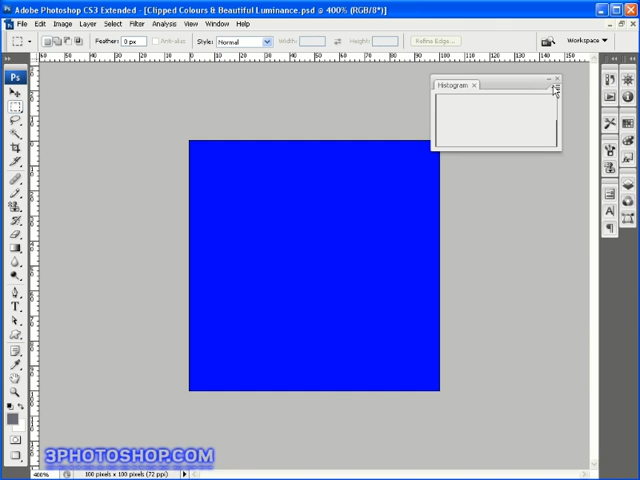 Adobe Photoshop CS3 Extended - [Clipped Colours & Beautiful Luminance.psd @ 400% (RGB/8*)]
File Edit Image Layer Select Filter Analysis View Window Help
Feather: 0 px Anti-alias Style: Normal Width: Height: Refine Edge... Workspace
Histogram
Ps
3PHOTOSHOP.COM
400% 100 pixels x 100 pixels (72 ppi)